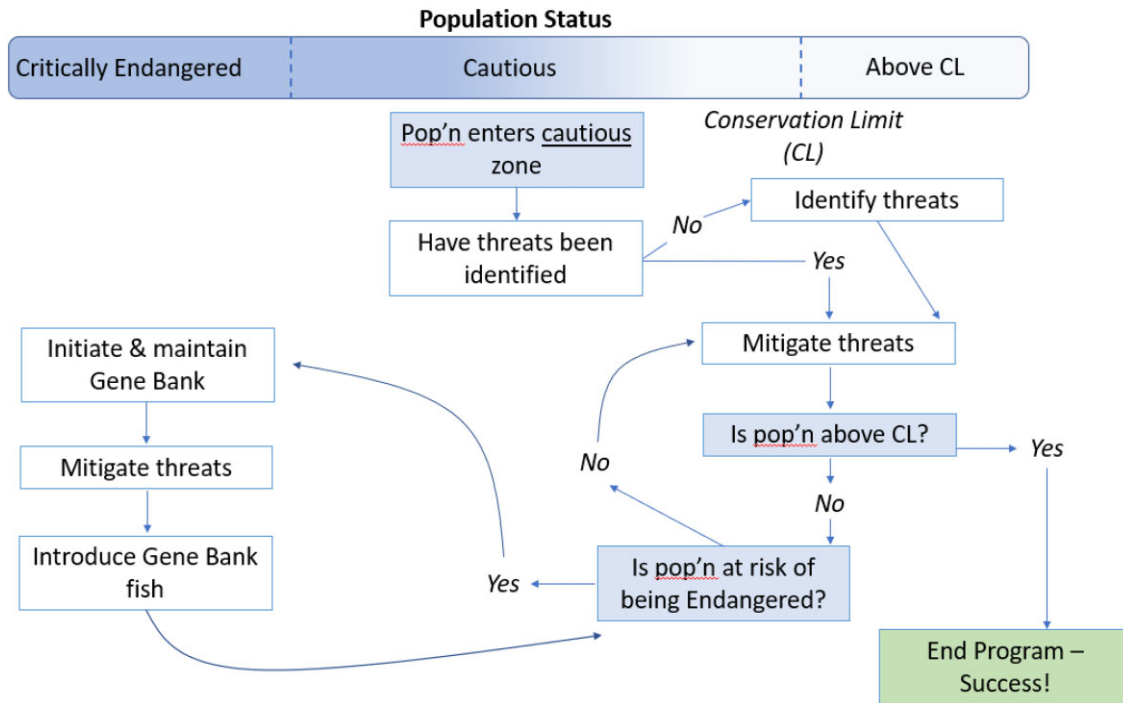 Population Status
Critically Endangered
Cautious
Above CL
Pop'n enters cautious
zone
Conservation Limit
(CL)
Identify threats
No
Have threats been
identified
Yes
Initiate & maintain
Gene Bank
Mitigate threats
Is pop'n above CL?
Yes
No
Mitigate threats
No
Introduce Gene Bank
fish
Yes
Is pop'n at risk of
being Endangered?
End Program –
Success!